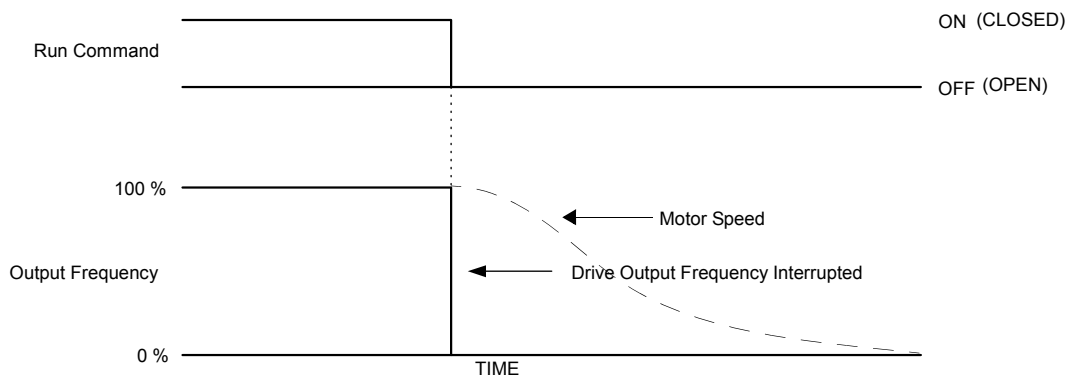 ON (CLOSED)
Run Command
OFF (OPEN)
100 %
Motor Speed
Output Frequency
Drive Output Frequency Interrupted
0 %
TIME